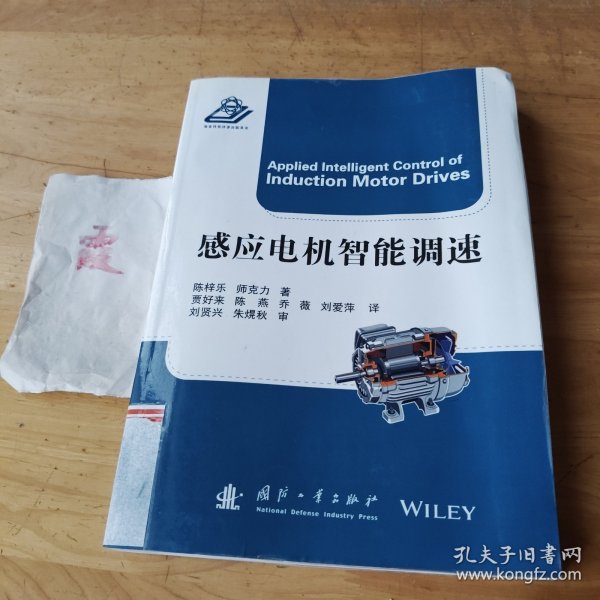 霞
Applied Intelligent Control of
Induction Motor Drives
感应电机智能调速
陈梓乐 师克力 著
贾好来 陈 燕 乔 薇 刘爱萍 译
刘贤兴 朱熀秋 审
国防工业出版社
National Defense Industry Press
WILEY
孔夫子旧书网
www.kongfz.com